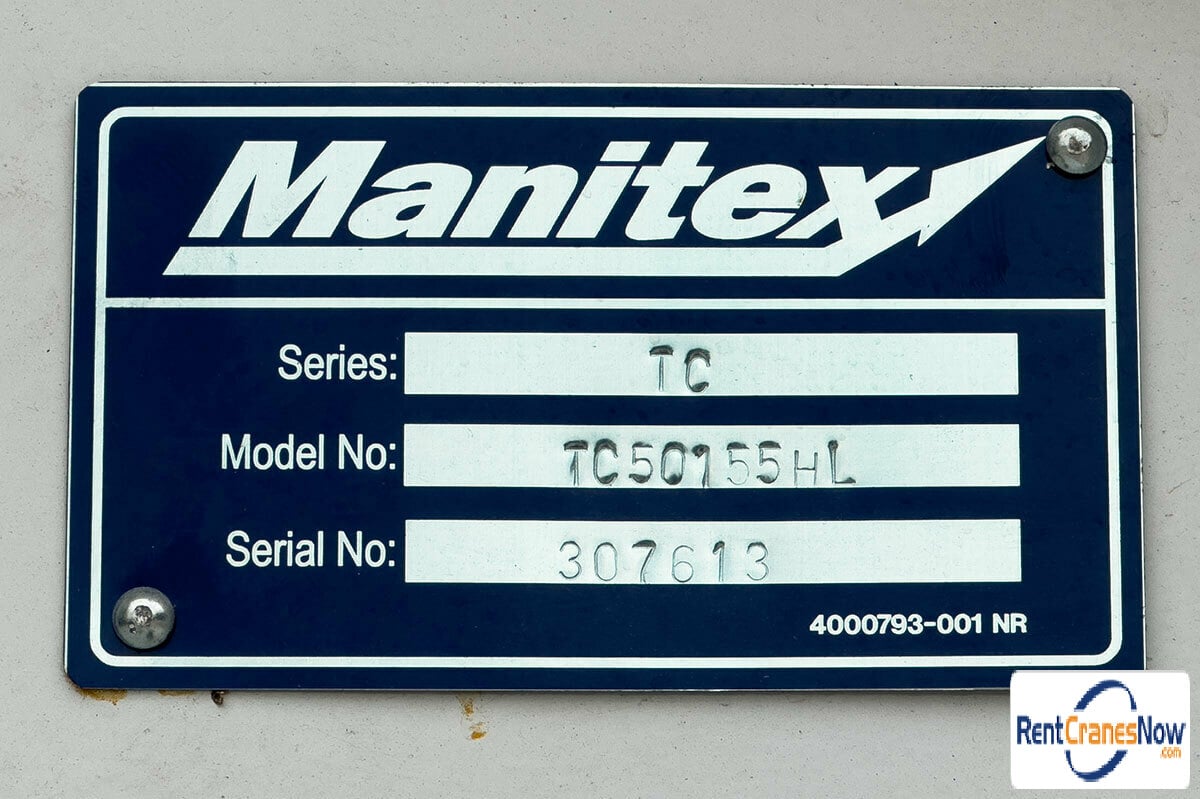 Manitex
Series: TC
Model No: TC50155HL
Serial No: 307613
4000793-001 NR
RentCranesNow
.com